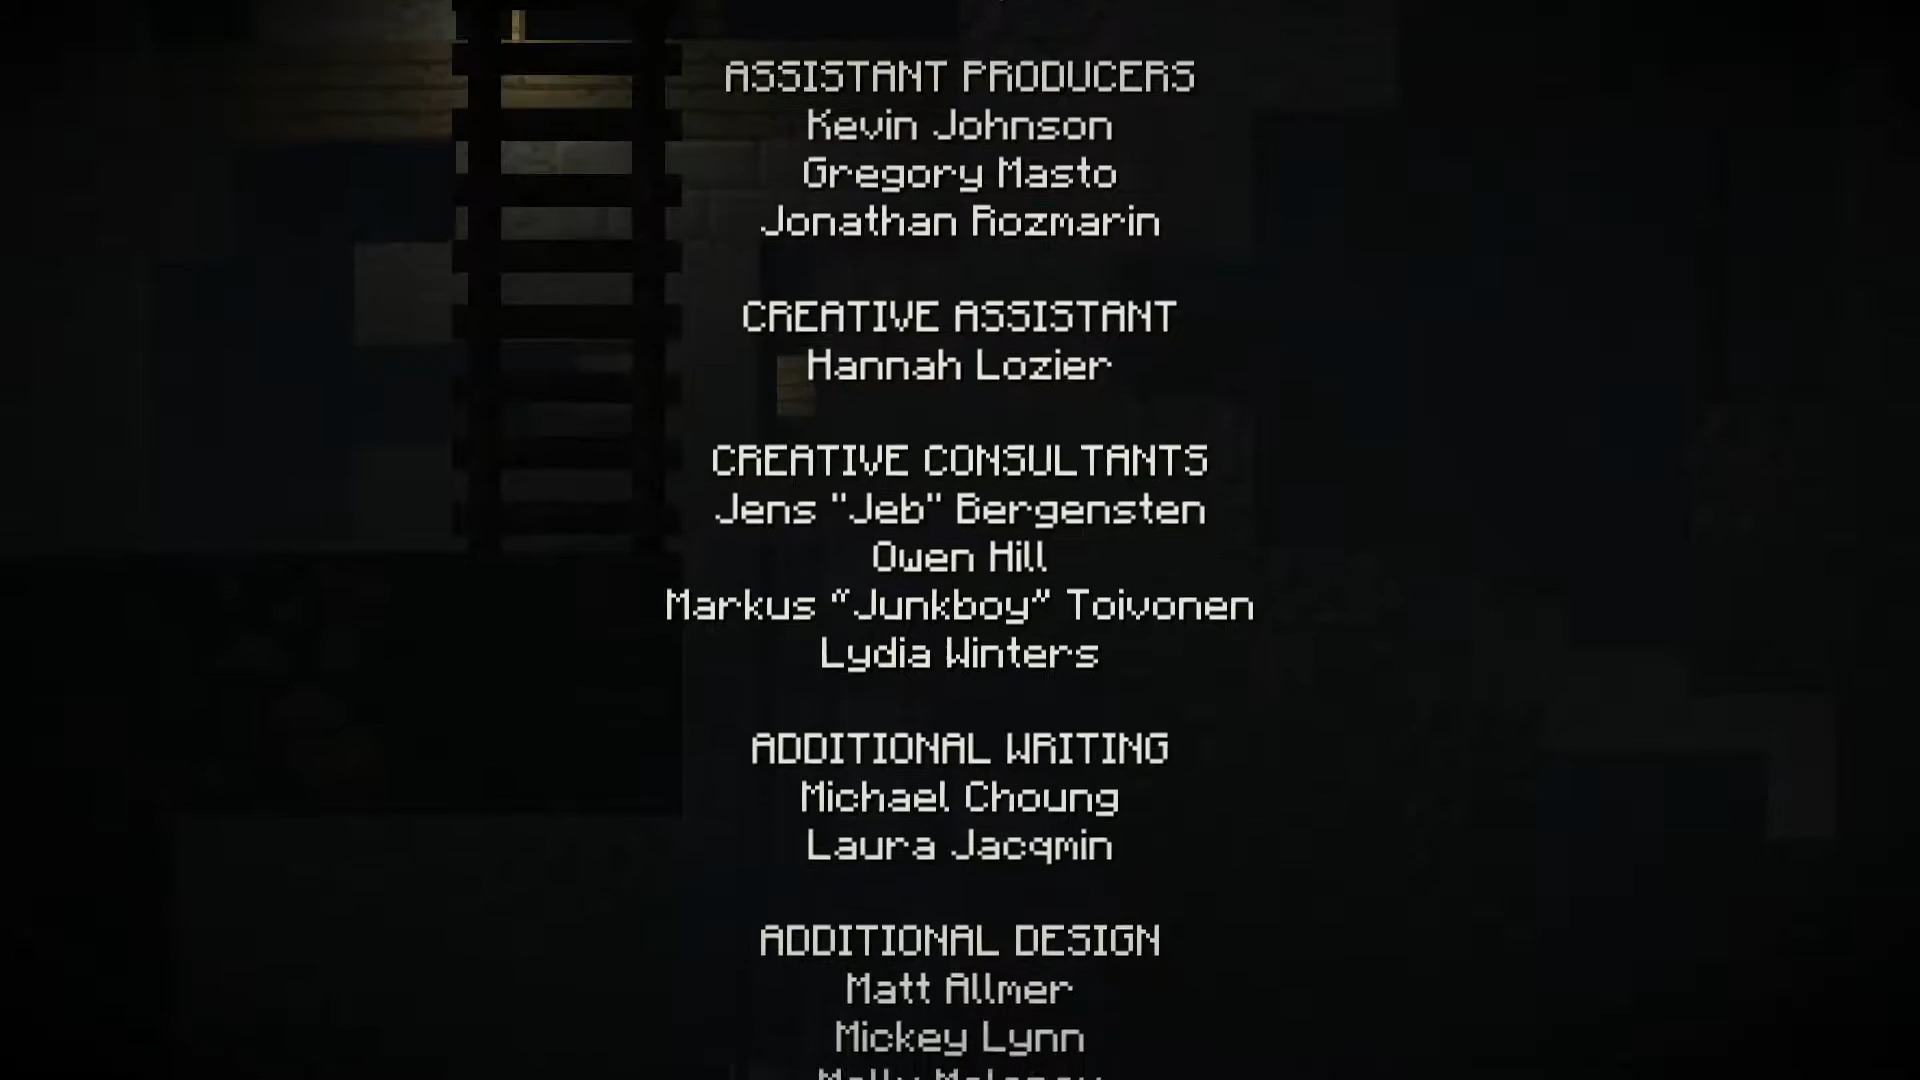 ASSISTANT PRODUCERS
Kevin Johnson
Gregory Masto
Jonathan Rozmarin
CREATIVE ASSISTANT
Hannah Lozier
CREATIVE CONSULTANTS
Jens "Jeb" Bergensten
Owen Hill
Markus “Junkboy” Toivonen
Lydia Winters
ADDITIONAL WRITING
Michael Choung
Laura Jacqmin
ADDITIONAL DESIGN
Matt Allmer
Mickey Lynn